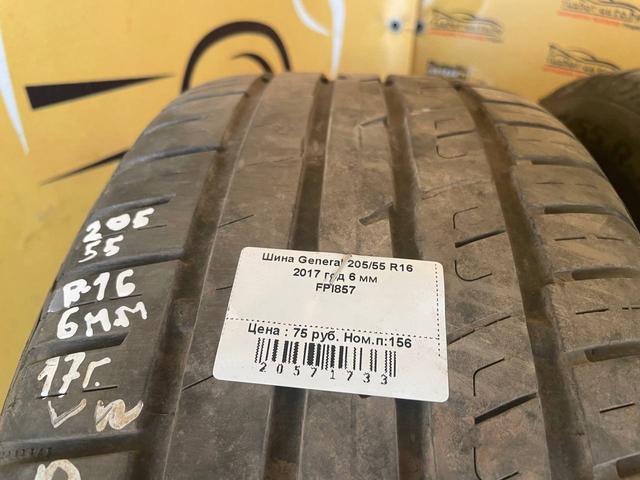 205
55
R16
6мм
17г.
Шина General 205/55 R16
2017 год 6 мм
FPI857
Цена : 75 руб. Ном.п:156
20571733